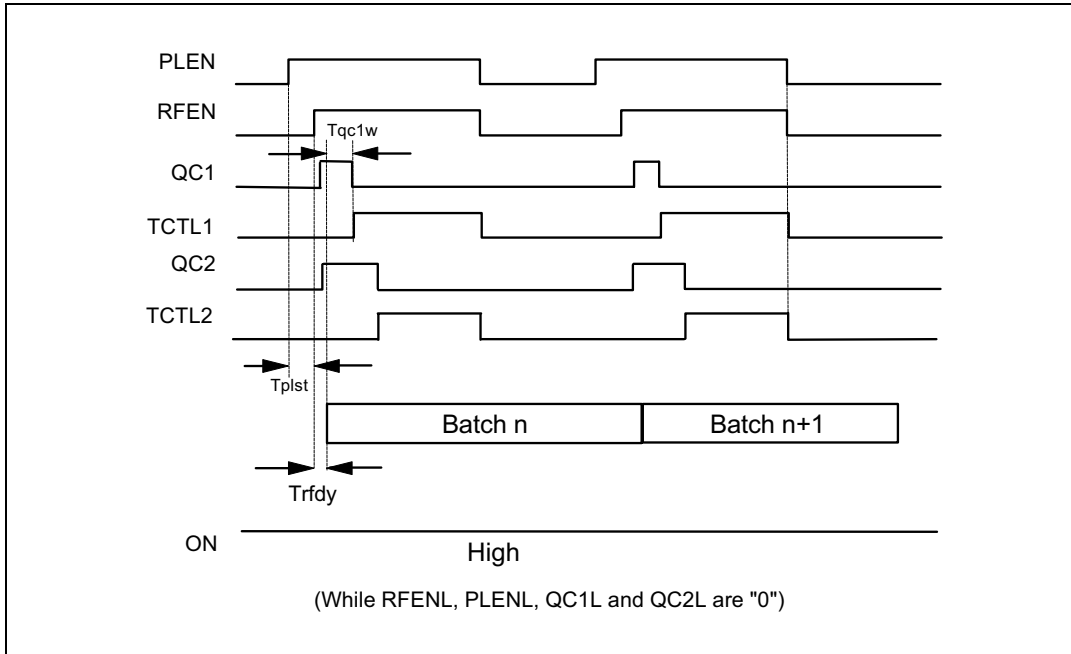 PLEN
RFEN
Tqc1w
QC1
TCTL1
QC2
TCTL2
Tplst
Batch n Batch n+1
Trfdy
ON
High
(While RFENL, PLENL, QC1L and QC2L are "0")